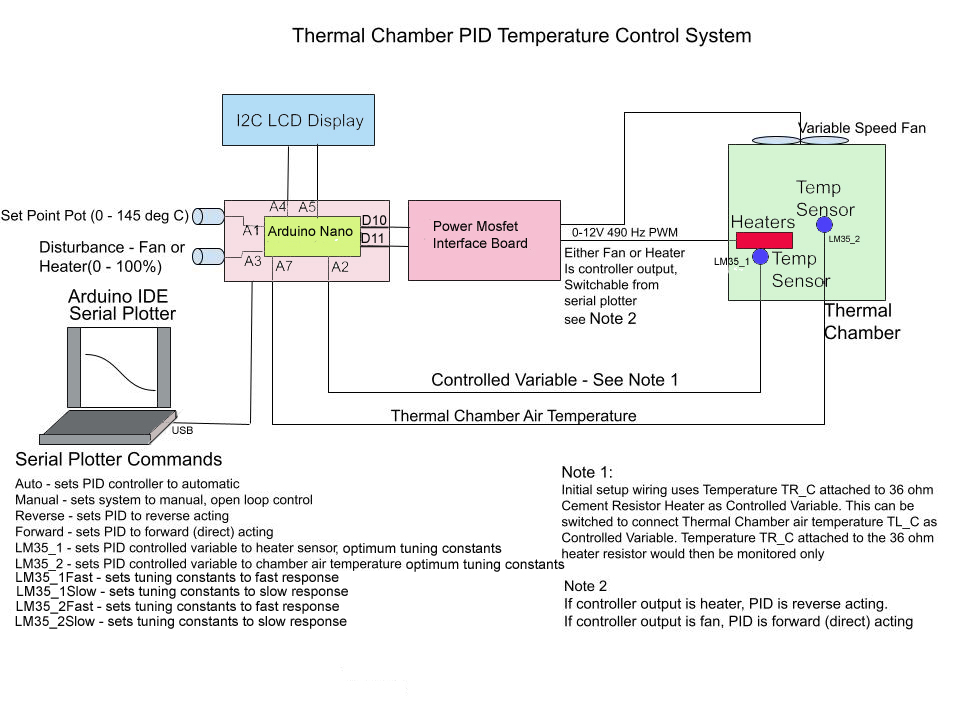 Thermal Chamber PID Temperature Control System
I2C LCD Display
Variable Speed Fan
Set Point Pot (0 - 145 deg C)
Disturbance - Fan or
Heater(0 - 100%)
A4 A5
A1
A3
Arduino Nano
D10
D11
A7
A2
Power Mosfet
Interface Board
0-12V 490 Hz PWM
Either Fan or Heater
Is controller output,
Switchable from
serial plotter
see Note 2
Temp
Sensor
LM35_2
Heaters
LM35_1
Temp
Sensor
Thermal
Chamber
Arduino IDE
Serial Plotter
USB
Controlled Variable - See Note 1
Thermal Chamber Air Temperature
Serial Plotter Commands
Auto - sets PID controller to automatic
Manual - sets system to manual, open loop control
Reverse - sets PID to reverse acting
Forward - sets PID to forward (direct) acting
LM35_1 - sets PID controlled variable to heater sensor, optimum tuning constants
LM35_2 - sets PID controlled variable to chamber air temperature optimum tuning constants
LM35_1Fast - sets tuning constants to fast response
LM35_1Slow - sets tuning constants to slow response
LM35_2Fast - sets tuning constants to fast response
LM35_2Slow - sets tuning constants to slow response
Note 1:
Initial setup wiring uses Temperature TR_C attached to 36 ohm
Cement Resistor Heater as Controlled Variable. This can be
switched to connect Thermal Chamber air temperature TL_C as
Controlled Variable. Temperature TR_C attached to the 36 ohm
heater resistor would then be monitored only
Note 2
If controller output is heater, PID is reverse acting.
If controller output is fan, PID is forward (direct) acting